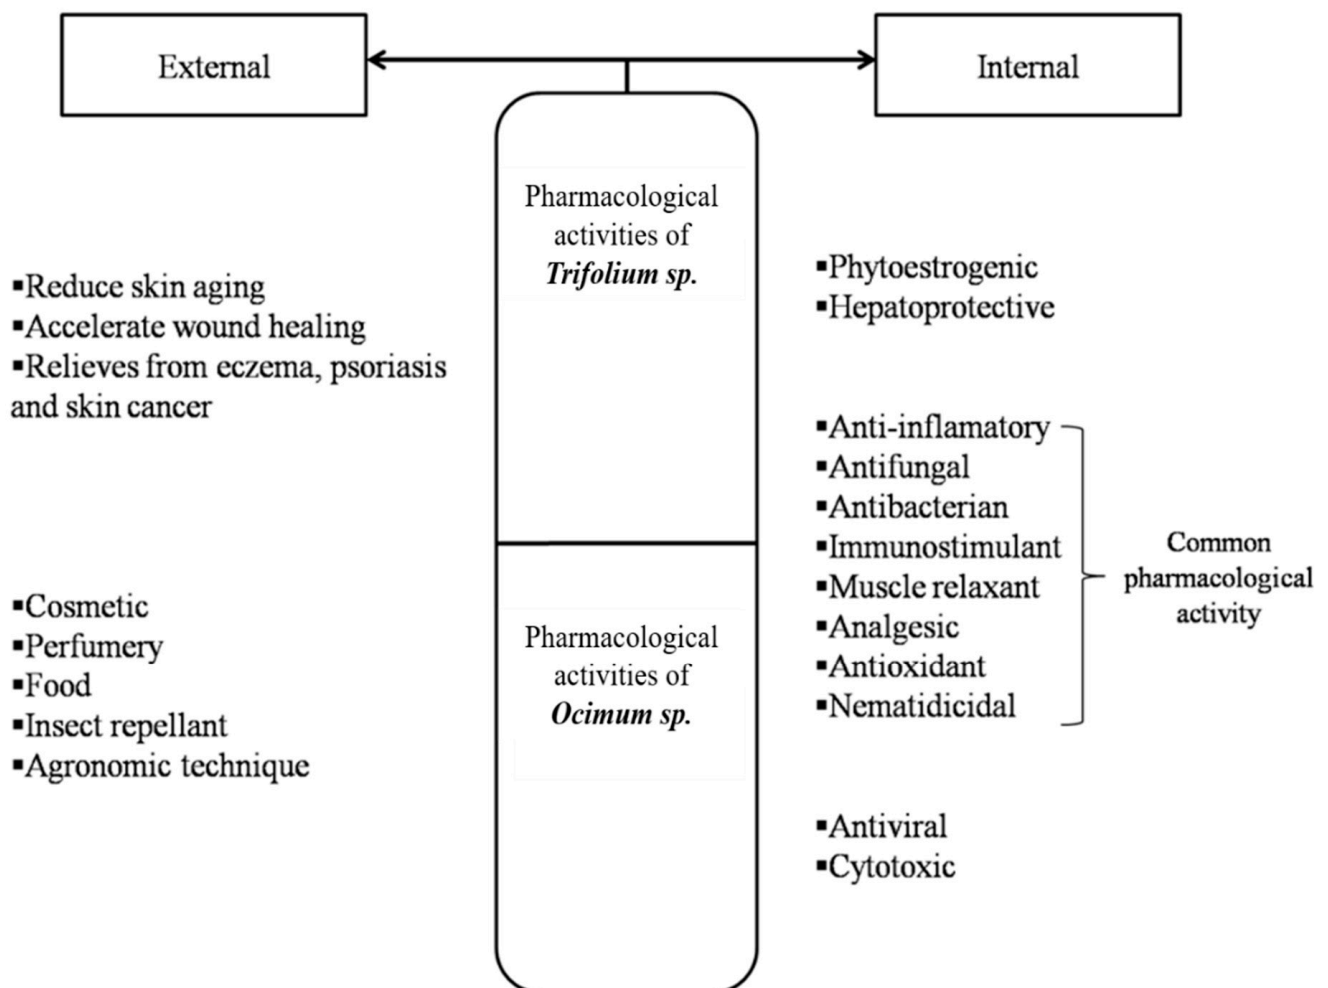 External
Internal
Pharmacological
activities of
Trifolium sp.
▪Reduce skin aging
▪Accelerate wound healing
▪Relieves from eczema, psoriasis
and skin cancer
▪Phytoestrogenic
▪Hepatoprotective
▪Anti-inflamatory
▪Antifungal
▪Antibacterian
▪Immunostimulant
▪Muscle relaxant
▪Analgesic
▪Antioxidant
▪Nematidicidal
Common
pharmacological
activity
▪Cosmetic
▪Perfumery
▪Food
▪Insect repellant
▪Agronomic technique
Pharmacological
activities of
Ocimum sp.
▪Antiviral
▪Cytotoxic